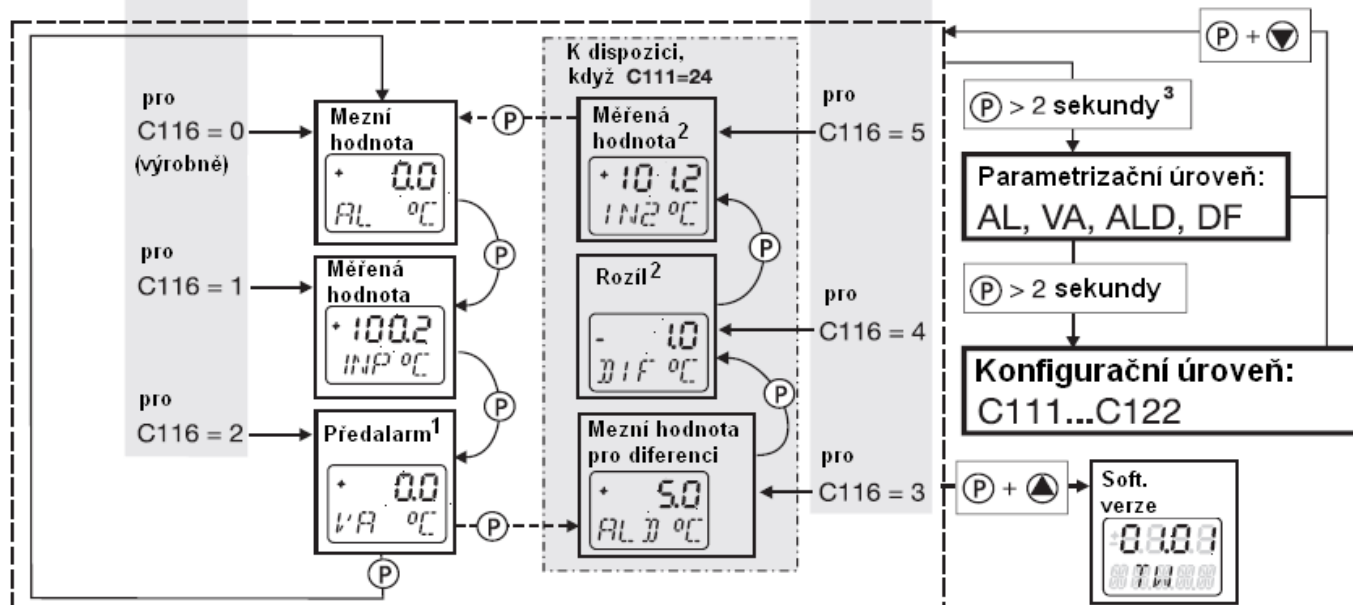 pro
C116 = 0
(výrobně)
pro
C116 = 1
pro
C116 = 2
Mezní
hodnota
+ 0.0
AL °C
P
Měřená
hodnota
+100.2
INP °C
P
Předalarm1
+ 0.0
VA °C
P
P
K dispozici,
když C111=24
P
Měřená
hodnota2
+101.2
IN2 °C
P
Rozíl2
- 1.0
DIF °C
P
Mezní hodnota
pro diferenci
+ 5.0
ALD °C
pro
C116 = 5
pro
C116 = 4
pro
C116 = 3
P +
P > 2 sekundy3
Parametrizační úroveň:
AL, VA, ALD, DF
P > 2 sekundy
Konfigurační úroveň:
C111...C122
P +
Soft.
verze
01.01
TW